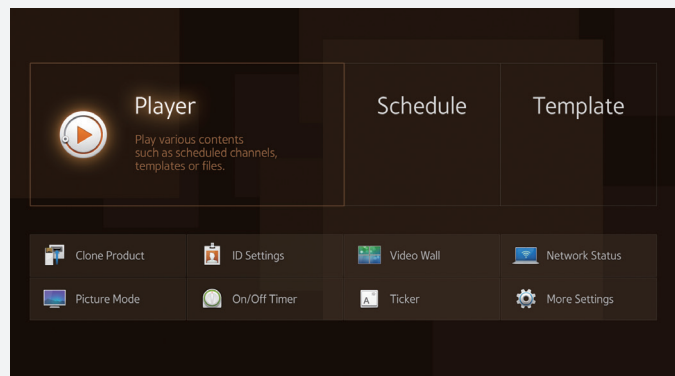 Player
Schedule
Template
Play various contents
such as scheduled channels,
templates or files.
Clone Product
ID Settings
Video Wall
Network Status
Picture Mode
On/Off Timer
A
Ticker
More Settings